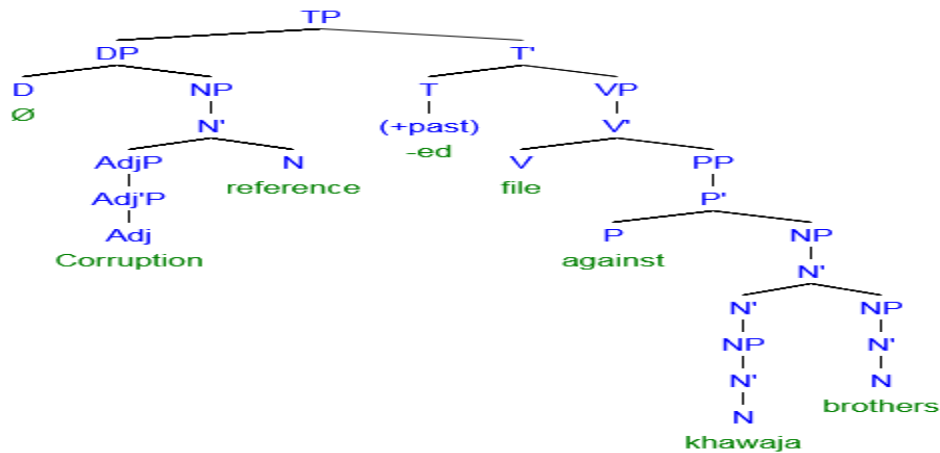 TP
DP T'
D NP T VP
Ø
N' (+past) V'
-ed
AdjP N V PP
reference file
Adj'P P'
Adj P NP
Corruption against
N'
N' NP
NP N'
N' N
brothers
N
khawaja